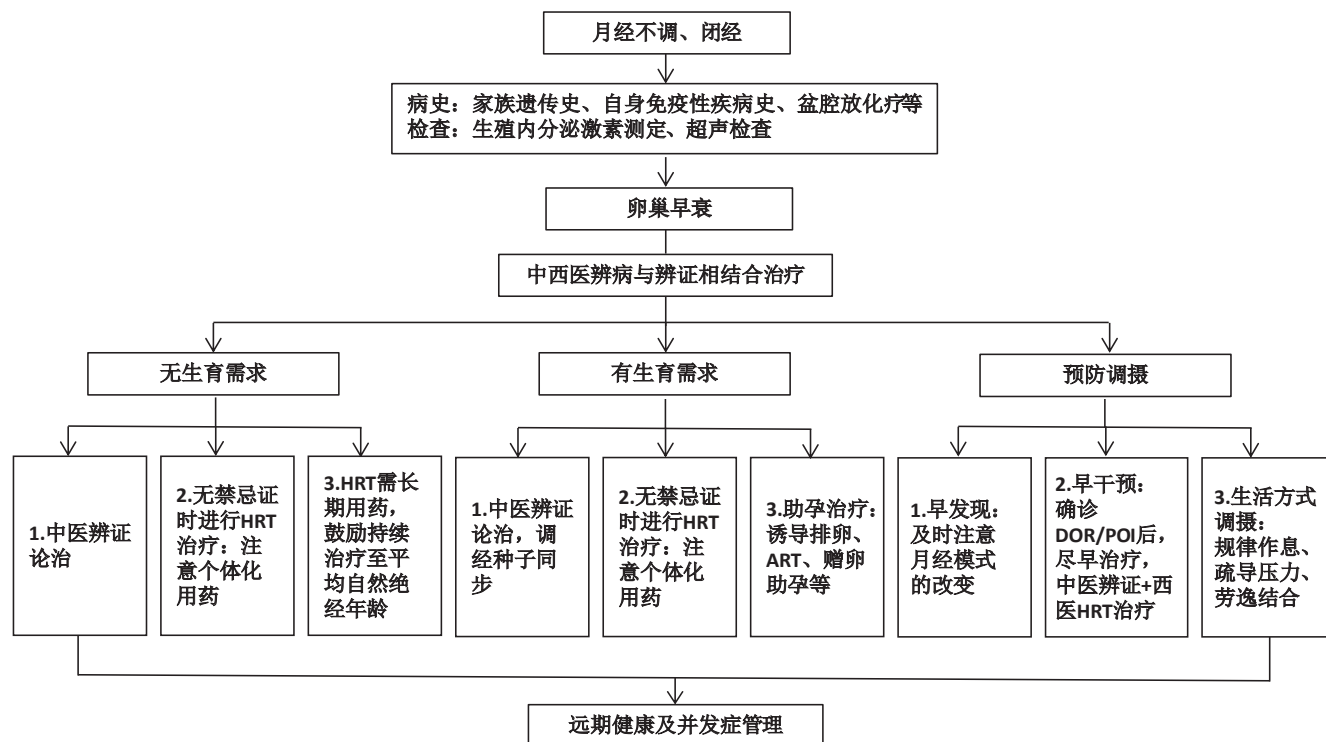 月经不调、闭经
病史：家族遗传史、自身免疫性疾病史、盆腔放化疗等
检查：生殖内分泌激素测定、超声检查
卵巢早衰
中西医辨病与辨证相结合治疗
无生育需求
有生育需求
预防调摄
1.中医辨证
论治
2.无禁忌证
时进行HRT
治疗：注
意个体化
用药
3.HRT需长
期用药，
鼓励持续
治疗至平
均自然绝
经年龄
1.中医辨证
论治，调
经种子同
步
2.无禁忌证
时进行HRT
治疗：注
意个体化
用药
3.助孕治疗：
诱导排卵、
ART、赠卵
助孕等
1.早发现：
及时注意
月经模式
的改变
2.早干预：
确诊
DOR/POI后，
尽早治疗，
中医辨证+西
医HRT治疗
3.生活方式
调摄：
规律作息、
疏导压力、
劳逸结合
远期健康及并发症管理